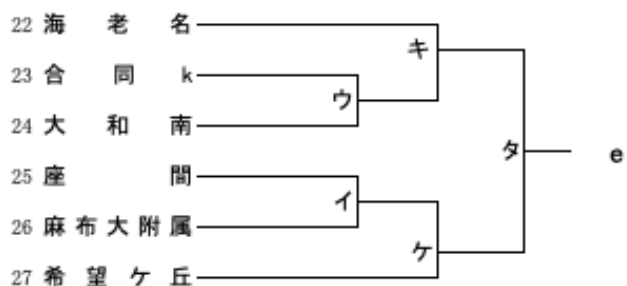 22 海老名
キ
23 合同k
ウ
24 大和南
タ e
25 座間
イ
26 麻布大附属
ケ
27 希望ケ丘